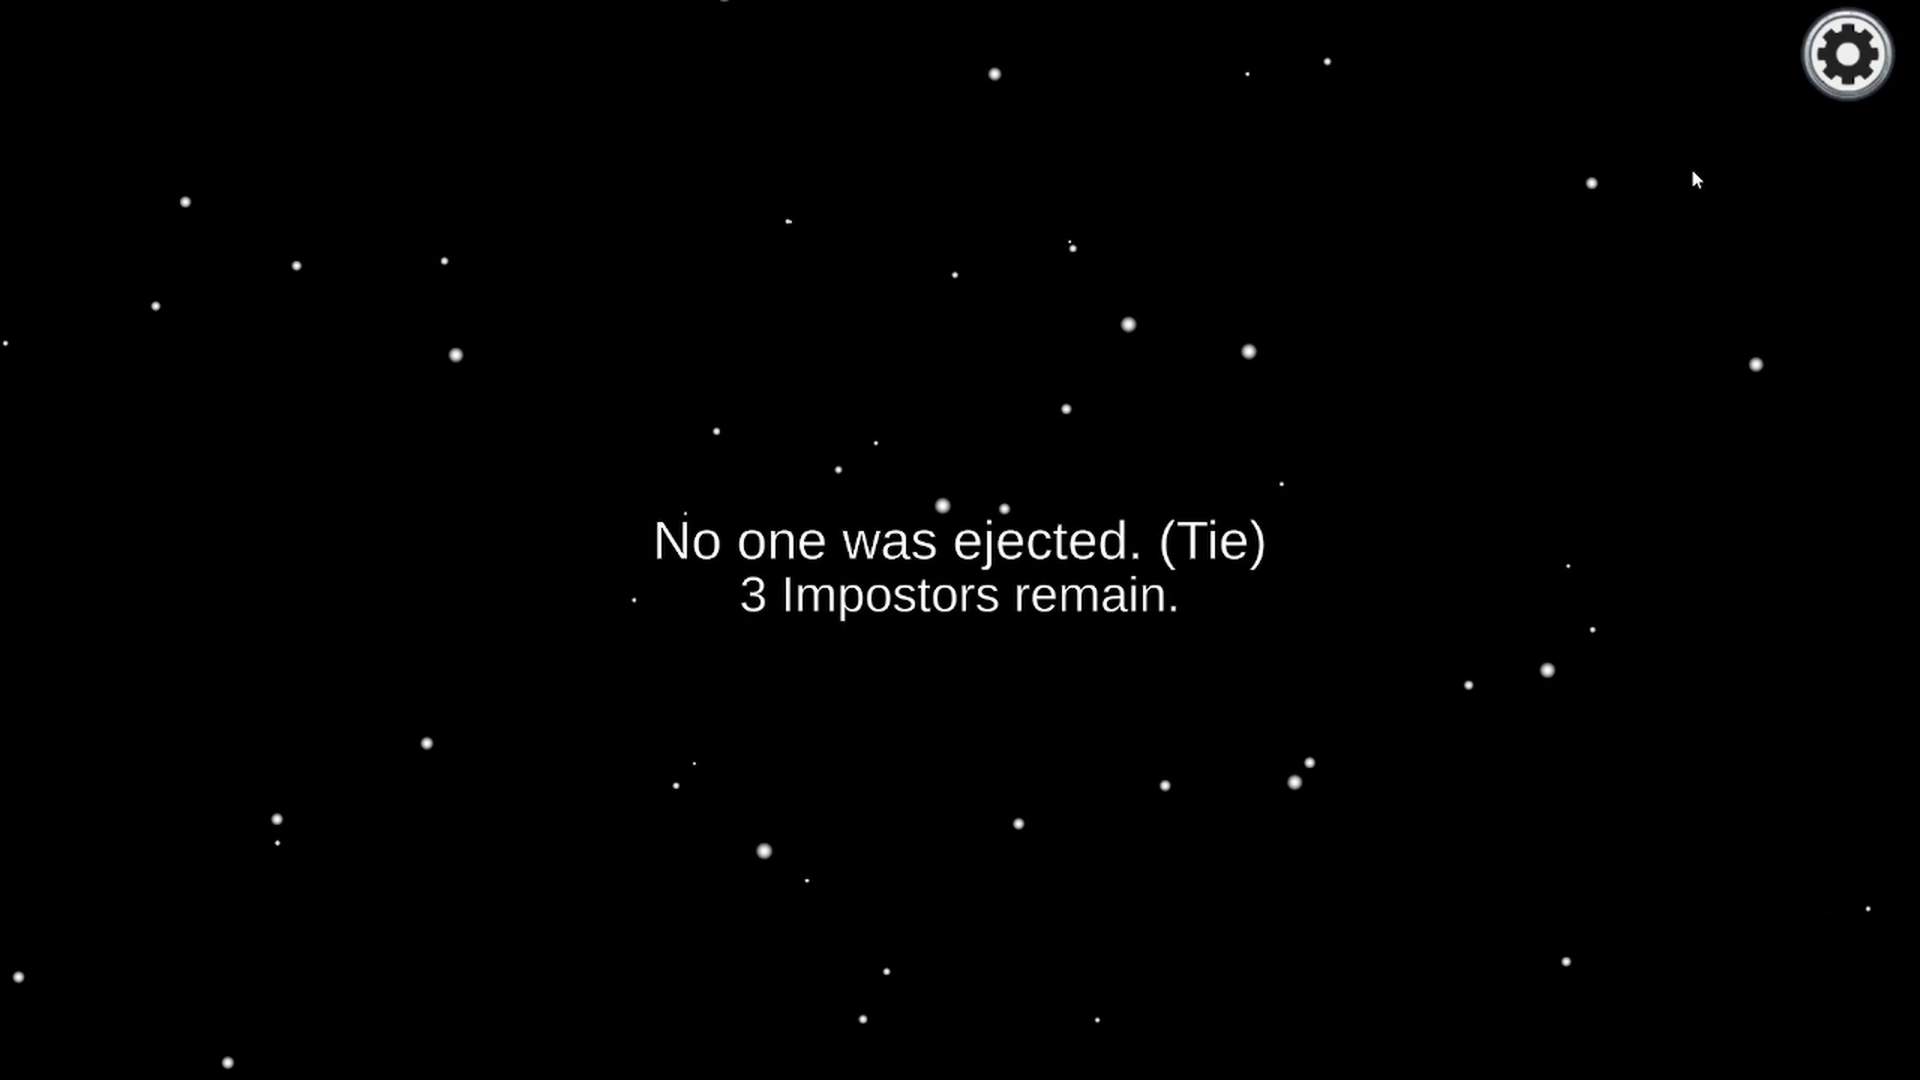 No one was ejected. (Tie)
3 Impostors remain.